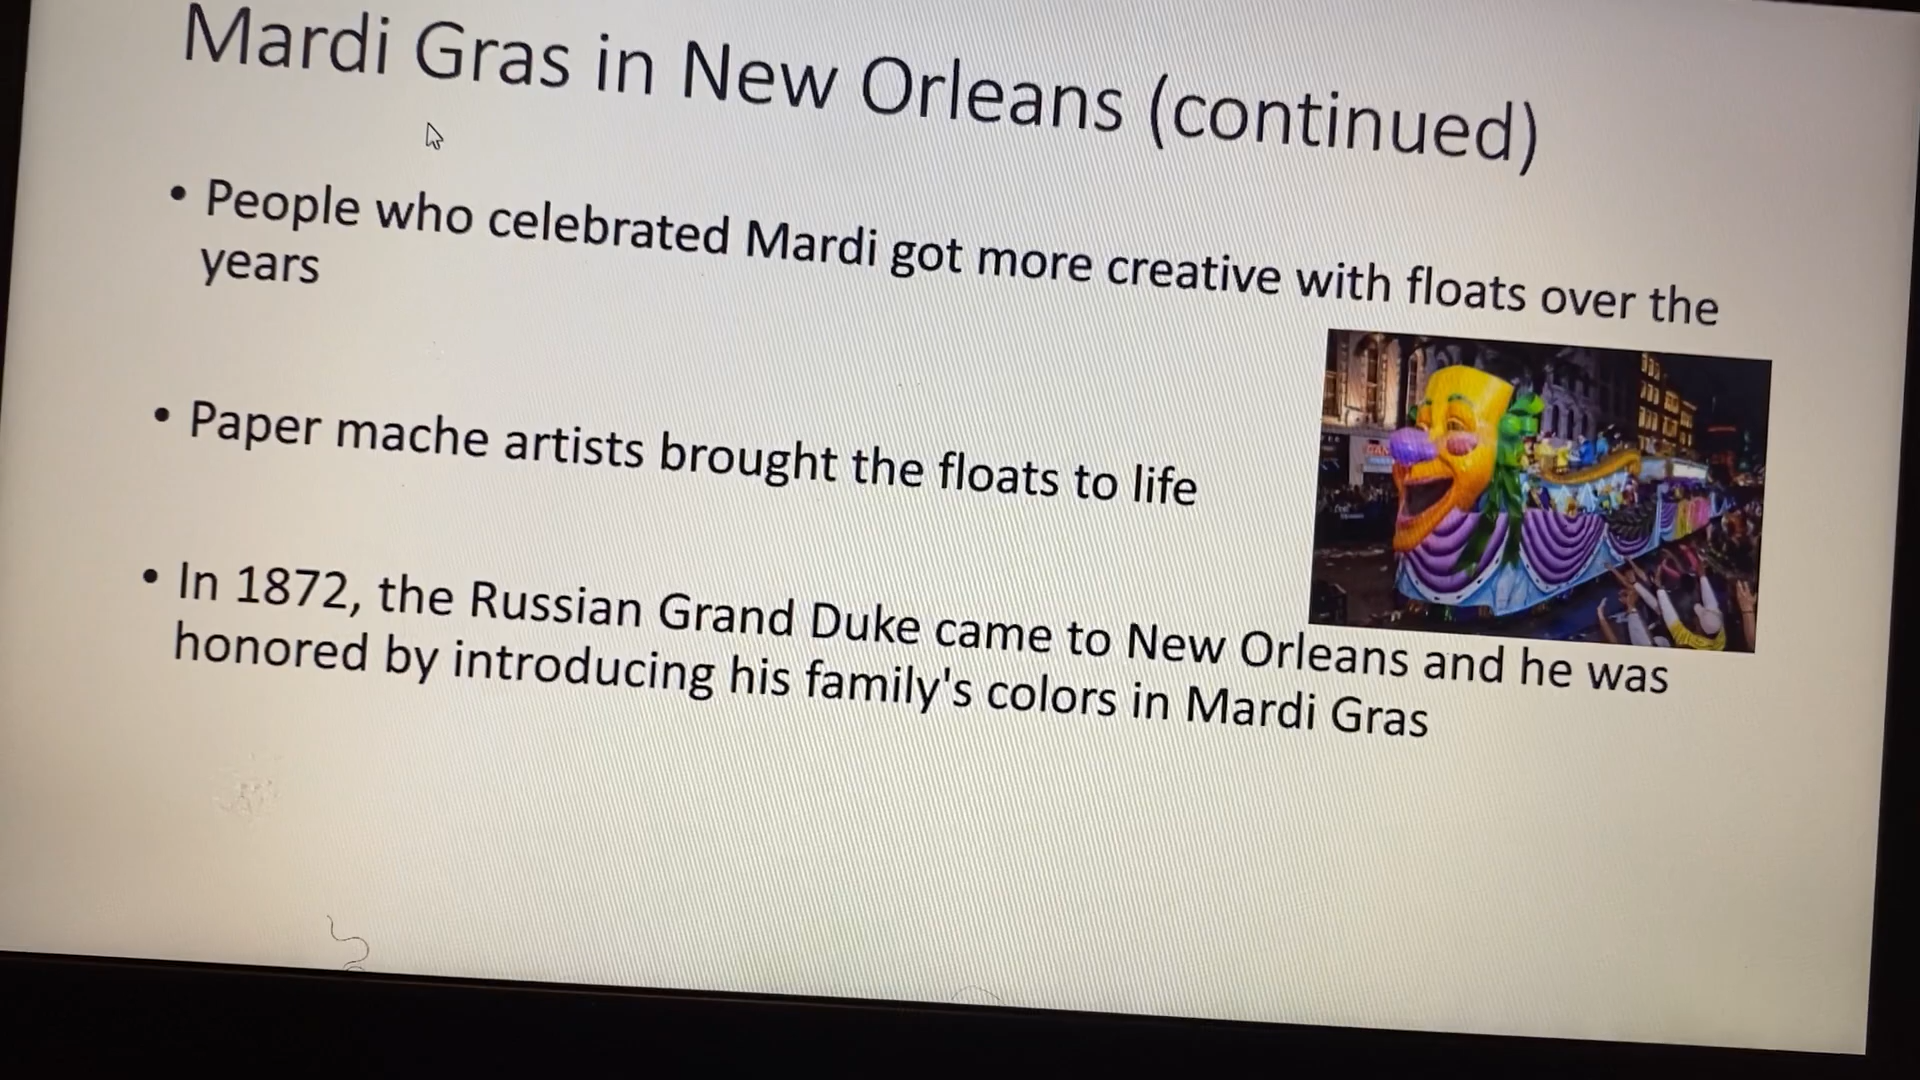 Mardi Gras in New Orleans (continued)
• People who celebrated Mardi got more creative with floats over the
years
• Paper mache artists brought the floats to life
• In 1872, the Russian Grand Duke came to New Orleans and he was
honored by introducing his family's colors in Mardi Gras